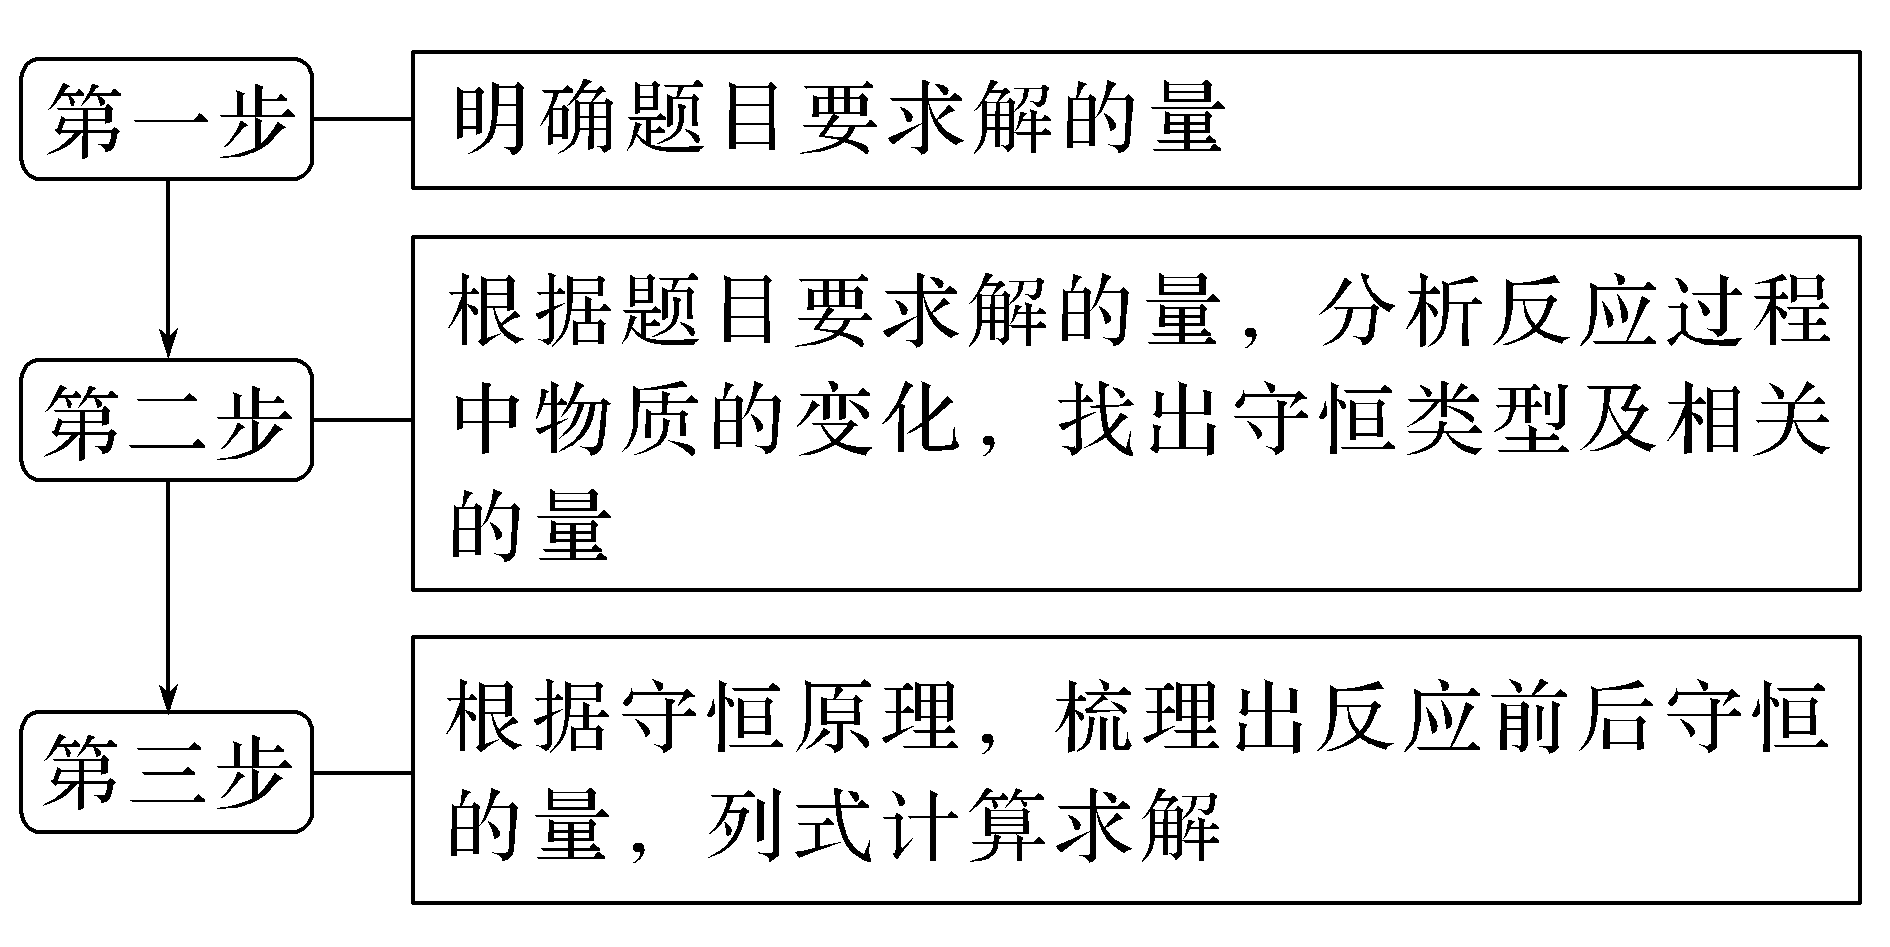 第一步
明确题目要求解的量
第二步
根据题目要求解的量，分析反应过程
中物质的变化，找出守恒类型及相关
的量
第三步
根据守恒原理，梳理出反应前后守恒
的量，列式计算求解